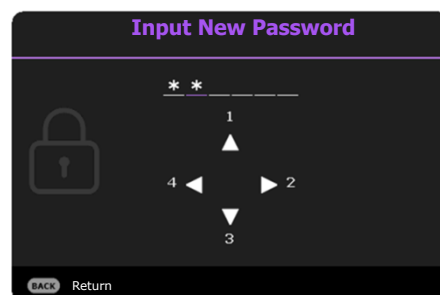 Input New Password
* * _ _ _ _
1
4 2
3
BACK Return